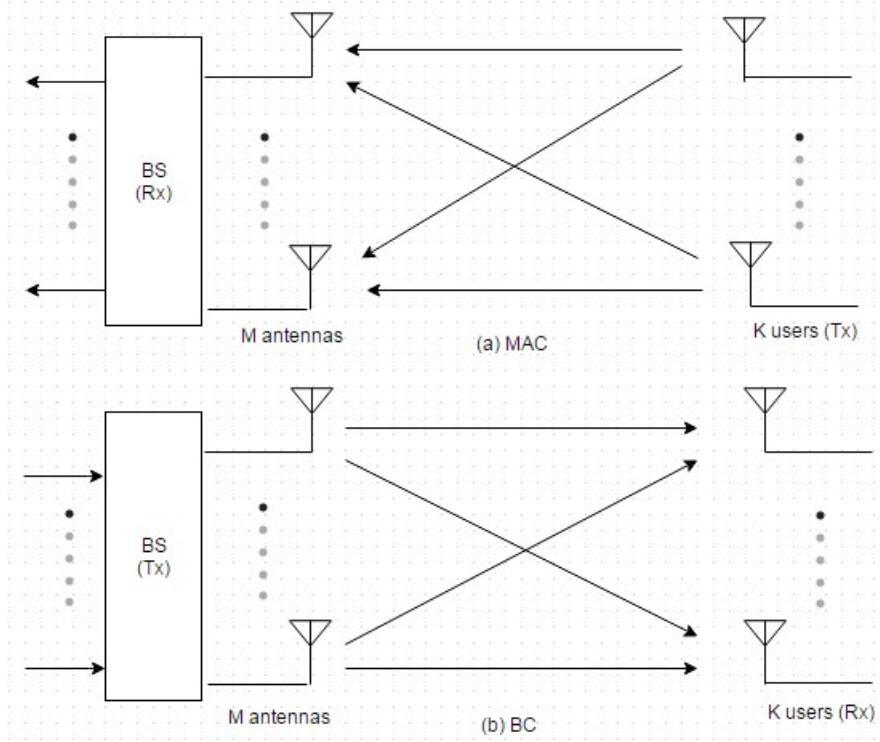 BS
(Rx)
M antennas
(a) MAC
K users (Tx)
BS
(Tx)
M antennas
(b) BC
K users (Rx)